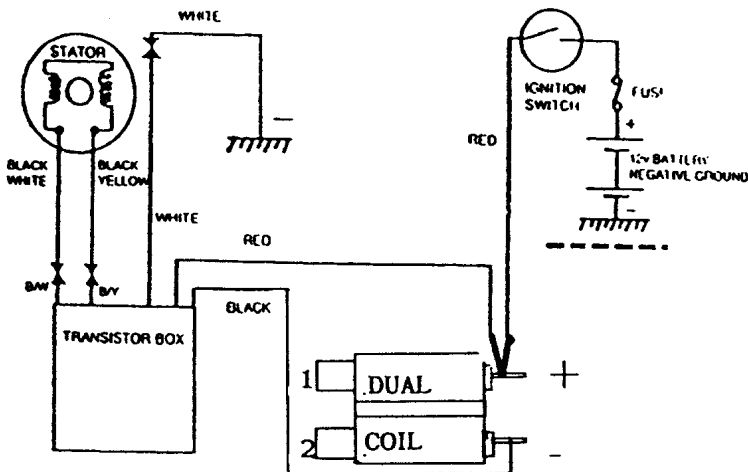 WHITE
STATOR
BLACK
WHITE
BLACK
YELLOW
WHITE
RED
B/W
B/Y
BLACK
TRANSISTOR BOX
RED
IGNITION
SWITCH
FUSE
+
12v BATTERY
NEGATIVE GROUND
-
-
1
DUAL
+
2
COIL
-